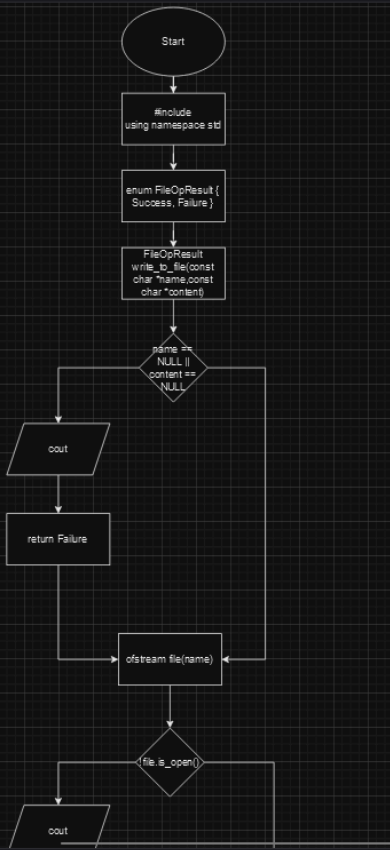 Start
#include
using namespace std
enum FileOpResult {
Success, Failure }
FileOpResult
write_to_file(const
char *name,const
char *content)
name ==
NULL ||
content ==
NULL
cout
return Failure
ofstream file(name)
!file.is_open()
cout